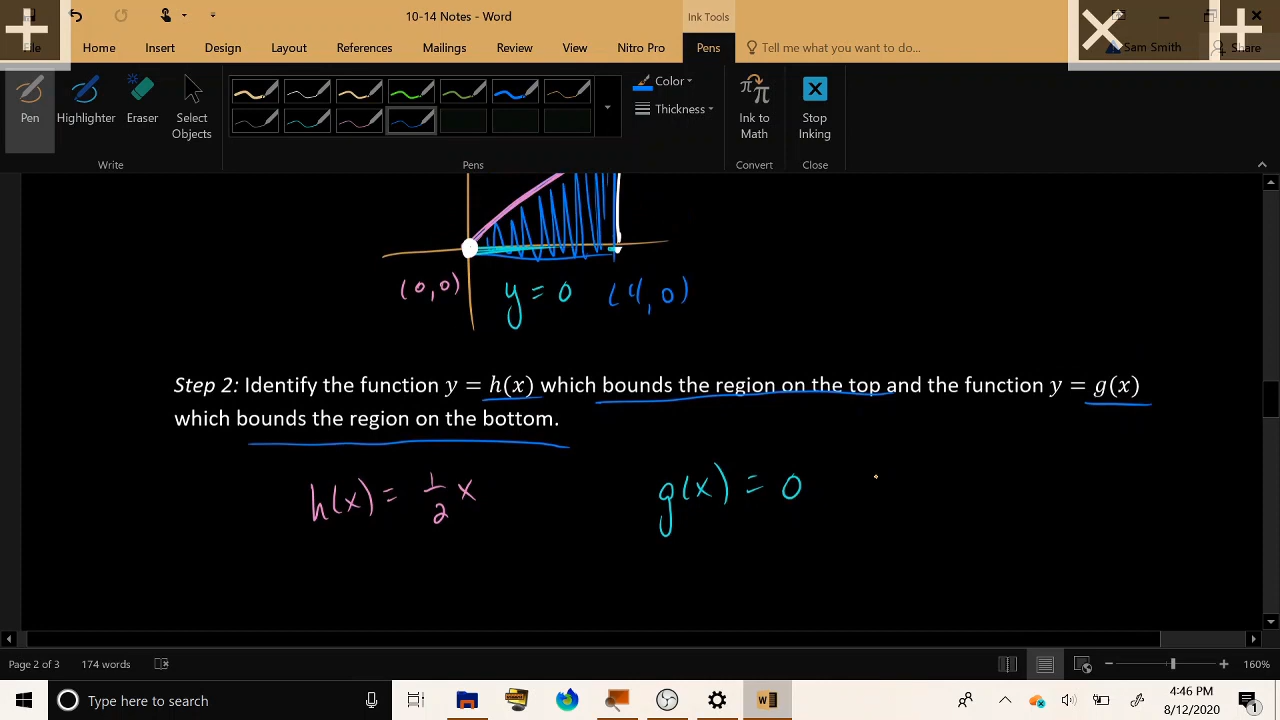 10-14 Notes - Word
Ink Tools
File Home Insert Design Layout References Mailings Review View Nitro Pro Pens Tell me what you want to do... Sam Smith Share
Pen Highlighter Eraser Select Objects
Color
Thickness
Ink to Math
Stop Inking
Write Pens Convert Close
(0,0) y = 0 (4,0)
Step 2: Identify the function y = h(x) which bounds the region on the top and the function y = g(x)
which bounds the region on the bottom.
h(x) = 1/2 x g(x) = 0
Page 2 of 3 174 words 160%
Type here to search
4:46 PM
8/12/2020
1